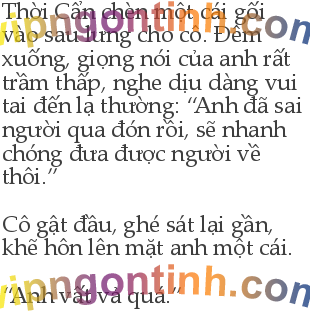 Thời Cẩn chèn một cái gối
vào sau lưng cho cô. Đếm
xuống, giọng nói của anh rất
trầm thấp, nghe dịu dàng vui
tai đến lạ thường: “Anh đã sai
người qua đón rồi, sẽ nhanh
chóng đưa được người về
thôi.”
Cô gật đầu, ghé sát lại gần,
khẽ hôn lên mặt anh một cái.
“Anh vất vả quá.”
vipngontinh.com
vipngontinh.com